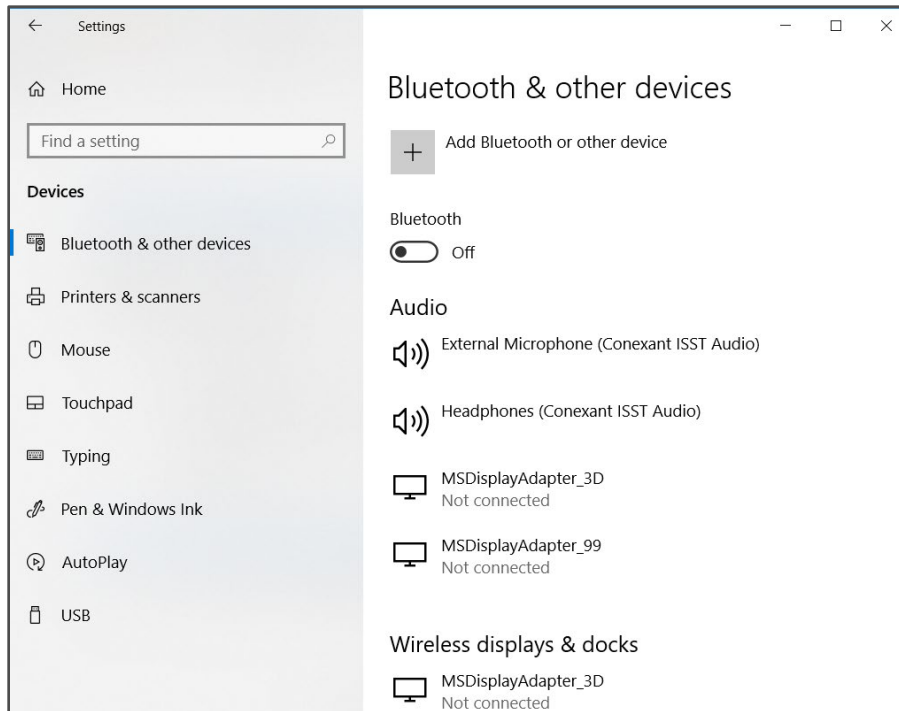 Settings
Home
Find a setting
Devices
Bluetooth & other devices
Printers & scanners
Mouse
Touchpad
Typing
Pen & Windows Ink
AutoPlay
USB
Bluetooth & other devices
Add Bluetooth or other device
Bluetooth
Off
Audio
External Microphone (Conexant ISST Audio)
Headphones (Conexant ISST Audio)
MSDisplayAdapter_3D
Not connected
MSDisplayAdapter_99
Not connected
Wireless displays & docks
MSDisplayAdapter_3D
Not connected